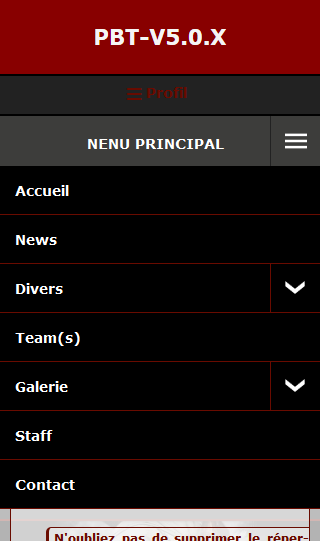 PBT-V5.0.X
Profil
NENU PRINCIPAL
Accueil
News
Divers
Team(s)
Galerie
Staff
Contact
N'oubliez pas de supprimer le réper-